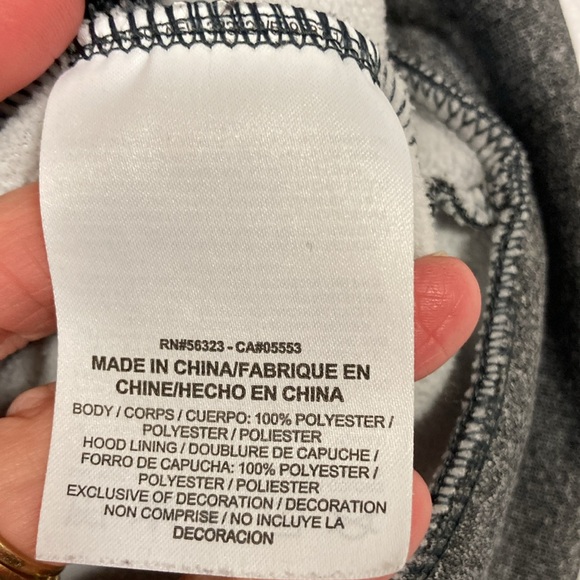 RN#56323 - CA#05553
MADE IN CHINA/FABRIQUE EN
CHINE/HECHO EN CHINA
BODY / CORPS / CUERPO: 100% POLYESTER /
POLYESTER / POLIESTER
HOOD LINING / DOUBLURE DE CAPUCHE /
FORRO DE CAPUCHA: 100% POLYESTER /
POLYESTER / POLIESTER
EXCLUSIVE OF DECORATION / DECORATION
NON COMPRISE / NO INCLUYE LA
DECORACION